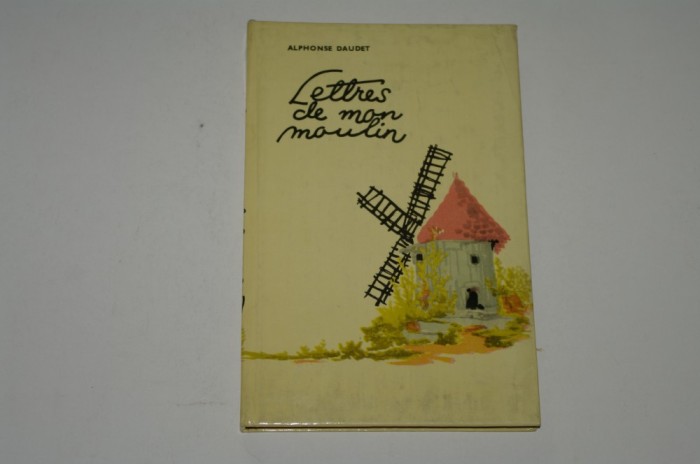 ALPHONSE DAUDET
Lettres
de mon
moulin